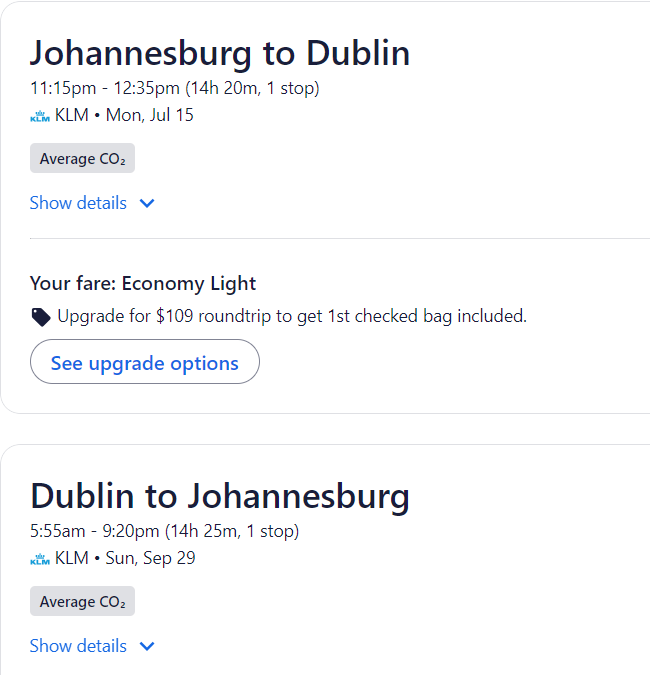 Johannesburg to Dublin
11:15pm - 12:35pm (14h 20m, 1 stop)
KLM KLM • Mon, Jul 15
Average CO₂
Show details
Your fare: Economy Light
Upgrade for $109 roundtrip to get 1st checked bag included.
See upgrade options
Dublin to Johannesburg
5:55am - 9:20pm (14h 25m, 1 stop)
KLM KLM • Sun, Sep 29
Average CO₂
Show details